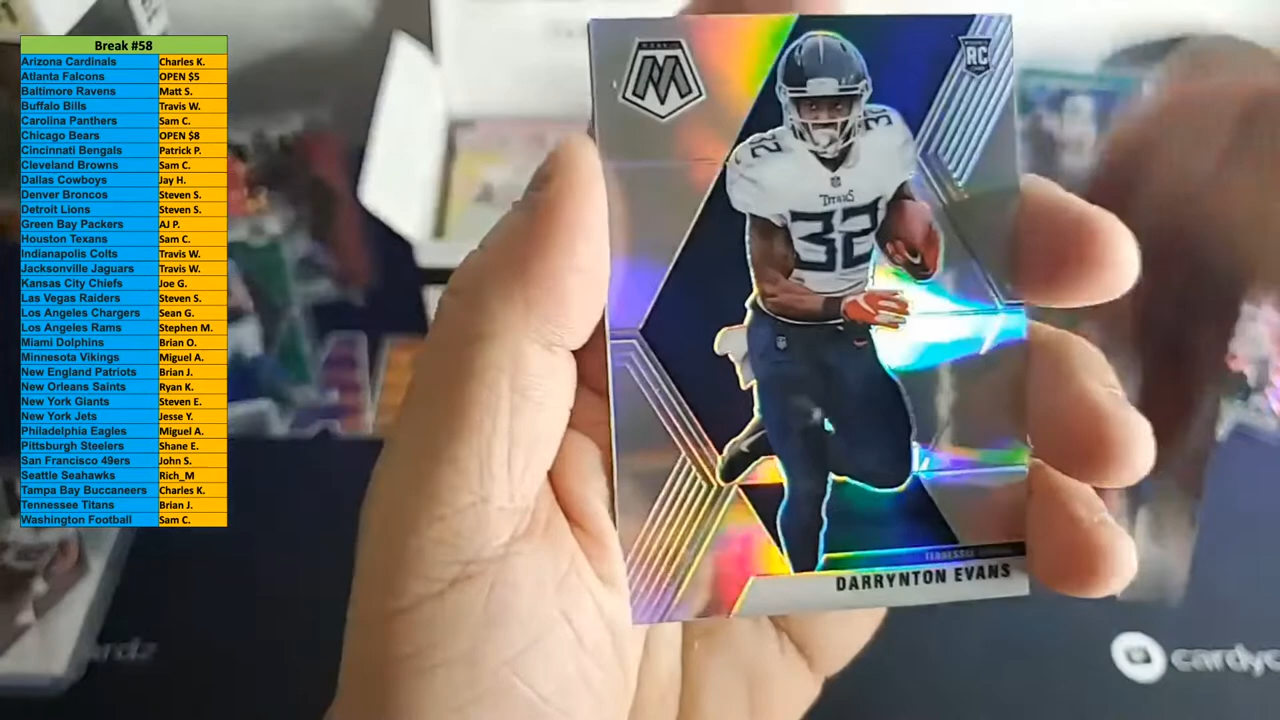 Break #58
Arizona Cardinals Charles K.
Atlanta Falcons OPEN $5
Baltimore Ravens Matt S.
Buffalo Bills Travis W.
Carolina Panthers Sam C.
Chicago Bears OPEN $8
Cincinnati Bengals Patrick P.
Cleveland Browns Sam C.
Dallas Cowboys Jay H.
Denver Broncos Steven S.
Detroit Lions Steven S.
Green Bay Packers AJ P.
Houston Texans Sam C.
Indianapolis Colts Travis W.
Jacksonville Jaguars Travis W.
Kansas City Chiefs Joe G.
Las Vegas Raiders Steven S.
Los Angeles Chargers Sean G.
Los Angeles Rams Stephen M.
Miami Dolphins Brian O.
Minnesota Vikings Miguel A.
New England Patriots Brian J.
New Orleans Saints Ryan K.
New York Giants Steven E.
New York Jets Jesse Y.
Philadelphia Eagles Miguel A.
Pittsburgh Steelers Shane E.
San Francisco 49ers John S.
Seattle Seahawks Rich_M
Tampa Bay Buccaneers Charles K.
Tennessee Titans Brian J.
Washington Football Sam C.
MOSAIC
M
RC
32
32
TITANS
32
TENNESSEE
DARRYNTON EVANS
ardz
cardyc